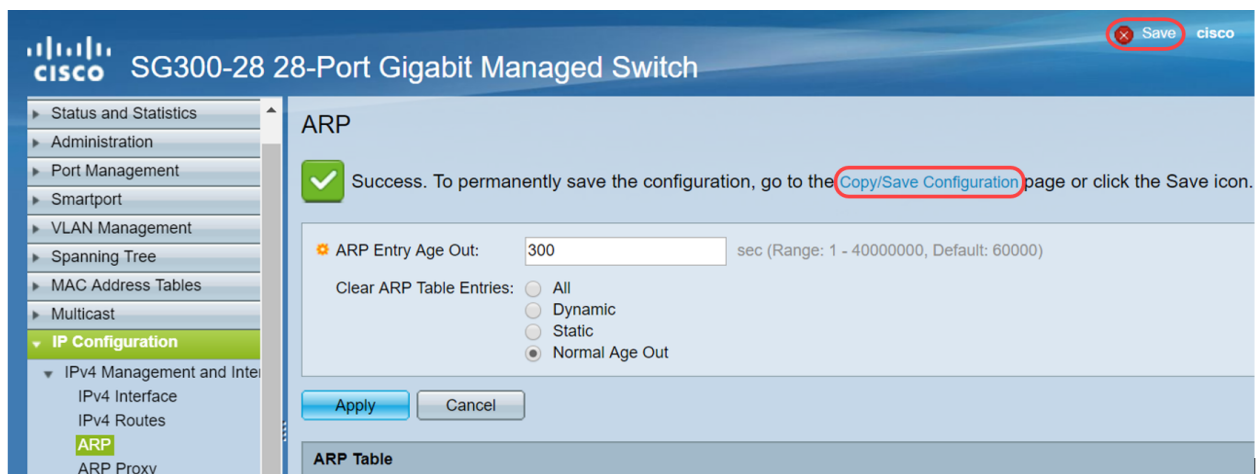 Save cisco
CISCO SG300-28 28-Port Gigabit Managed Switch
Status and Statistics
Administration
Port Management
Smartport
VLAN Management
Spanning Tree
MAC Address Tables
Multicast
IP Configuration
IPv4 Management and Inter
IPv4 Interface
IPv4 Routes
ARP
ARP Proxy
ARP
Success. To permanently save the configuration, go to the Copy/Save Configuration page or click the Save icon.
ARP Entry Age Out: 300 sec (Range: 1 - 40000000, Default: 60000)
Clear ARP Table Entries: All
Dynamic
Static
Normal Age Out
Apply Cancel
ARP Table